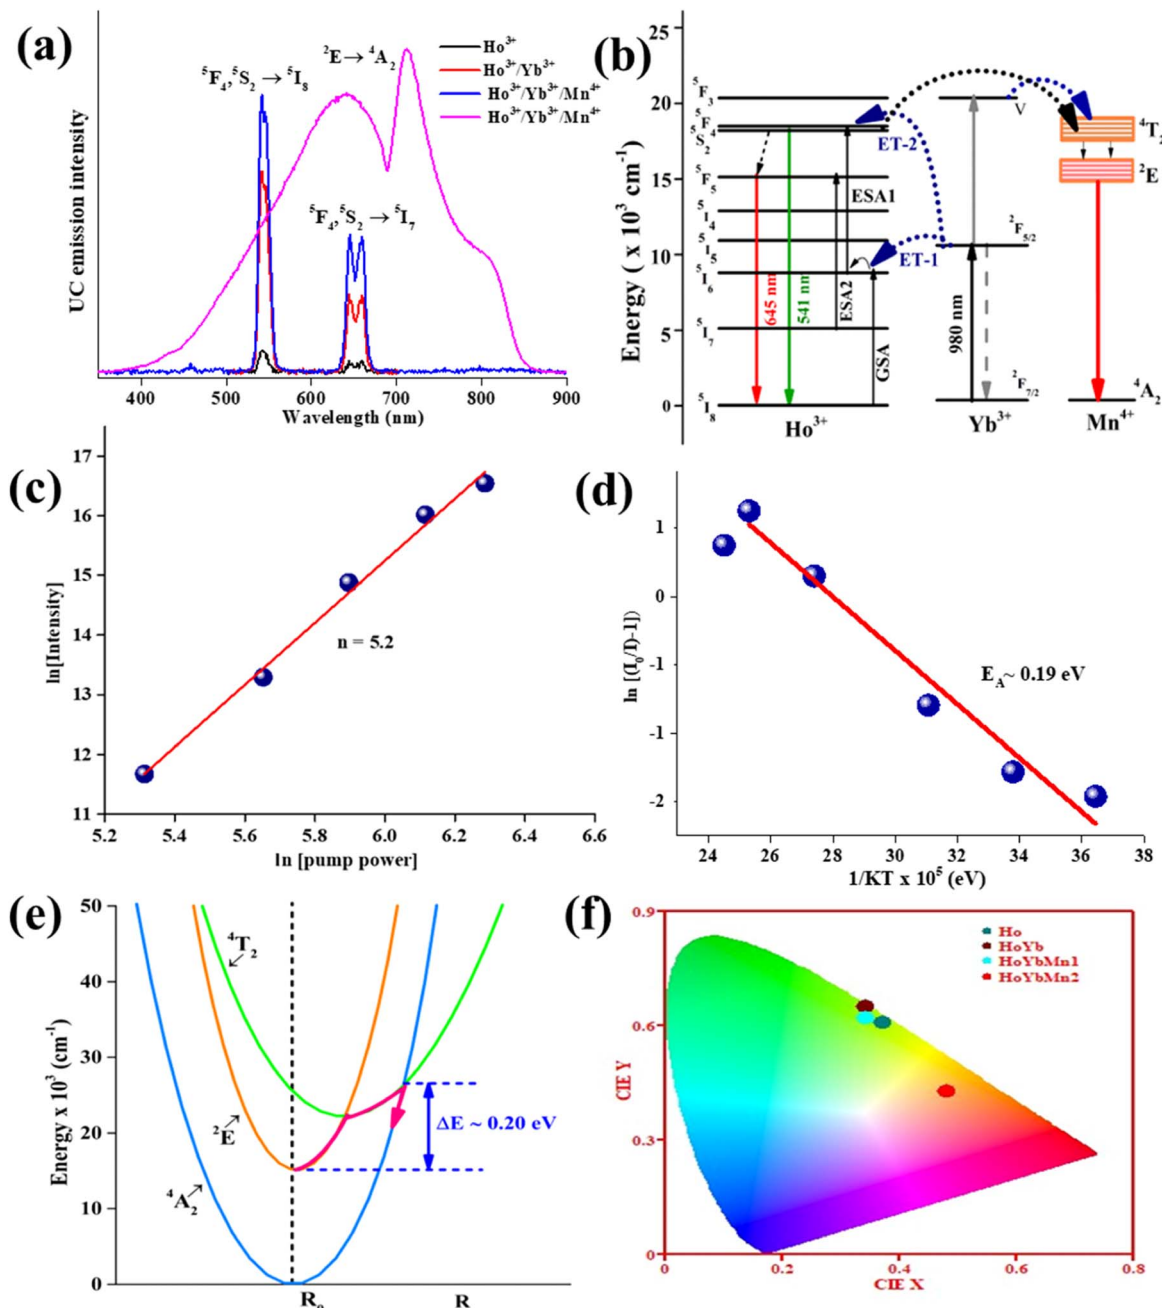 (a)
UC emission intensity
⁵F₄,⁵S₂ → ⁵I₈
²E → ⁴A₂
⁵F₄,⁵S₂ → ⁵I₇
Ho³⁺
Ho³⁺/Yb³⁺
Ho³⁺/Yb³⁺/Mn⁴⁺
Ho³⁺/Yb³⁺/Mn⁴⁺
400 500 600 700 800 900
Wavelength (nm)
(b)
Energy ( x 10³ cm⁻¹)
25
20
15
10
5
0
⁵F₃
⁵F₄
⁵S₂
⁵F₅
⁵I₄
⁵I₅
⁵I₆
⁵I₇
⁵I₈
645 nm
541 nm
ESA2
ESA1
GSA
ET-2
ET-1
V
²F₅/₂
980 nm
²F₇/₂
⁴T₂
²E
⁴A₂
Ho³⁺ Yb³⁺ Mn⁴⁺
(c)
ln[Intensity]
17
16
15
14
13
12
11
n = 5.2
5.2 5.4 5.6 5.8 6.0 6.2 6.4 6.6
ln [pump power]
(d)
ln [(I₀/I)-1]
1
0
-1
-1
-2
E_A ~ 0.19 eV
24 26 30 31 34 36 38
1/KT x 10⁵ (eV)
(e)
Energy x 10³ (cm⁻¹)
50
40
30
20
10
0
⁴T₂
²E
⁴A₂
ΔE ~ 0.20 eV
Rₒ R
(f)
CIE Y
0.9
0.6
0.3
0
Ho
HoYb
HoYbMn1
HoYbMn2
0 0.2 0.4 0.6 0.8
CIE X